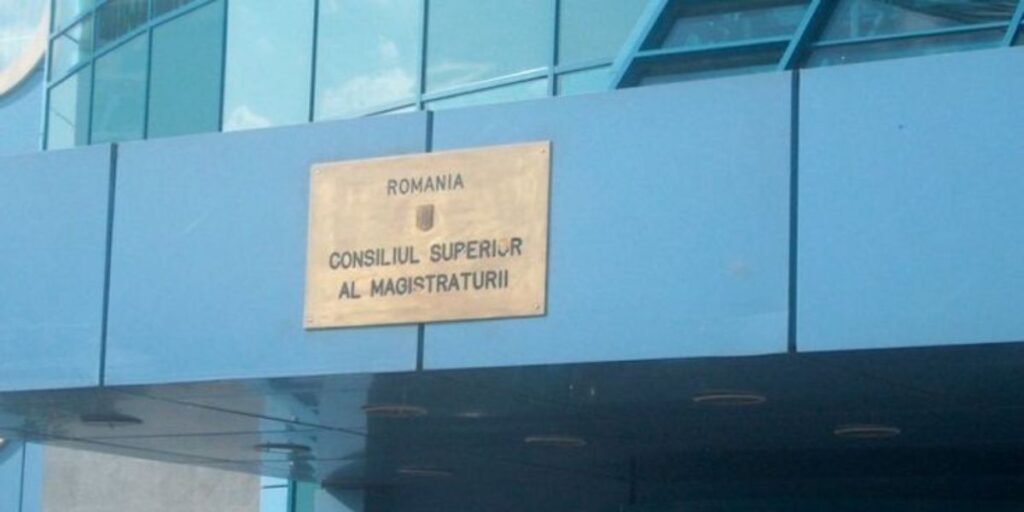 ROMANIA
CONSILIUL SUPERIOR
AL MAGISTRATURII